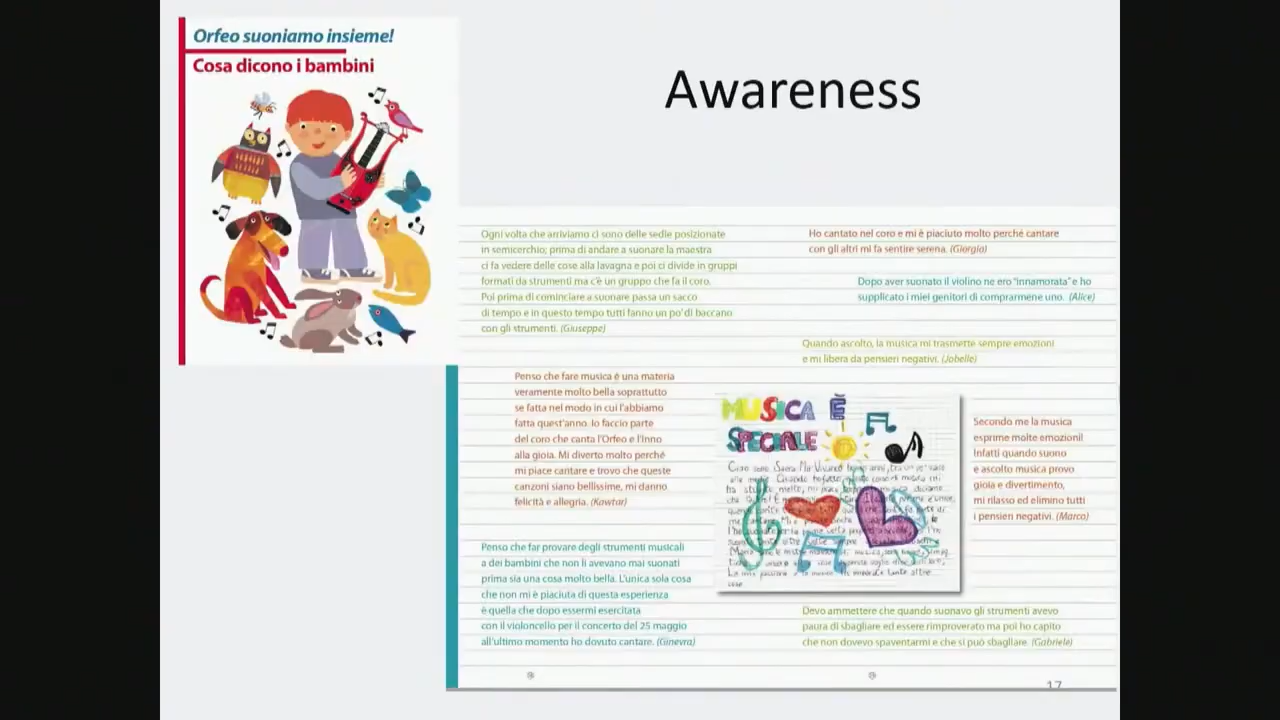 Orfeo suoniamo insieme!
Cosa dicono i bambini
Awareness
Ogni volta che arriviamo ci sono delle sedie posizionate
in semicerchio; prima di andare a suonare la maestra
ci fa vedere delle cose alla lavagna e poi ci divide in gruppi
formati da strumenti ma c'è un gruppo che fa il coro.
Poi prima di cominciare a suonare passa un sacco
di tempo e in questo tempo tutti fanno un po' di baccano
con gli strumenti. (Giuseppe)
Penso che fare musica è una materia
veramente molto bella soprattutto
se fatta nel modo in cui l'abbiamo
fatta quest'anno. Io faccio parte
del coro che canta l'Orfeo e l'Inno
alla gioia. Mi diverto molto perché
mi piace cantare e trovo che queste
canzoni siano bellissime, mi danno
felicità e allegria. (Kawtar)
Penso che far provare degli strumenti musicali
a dei bambini che non li avevano mai suonati
prima sia una cosa molto bella. L'unica sola cosa
che non mi è piaciuta di questa esperienza
è quella che dopo essermi esercitata
con il violoncello per il concerto del 25 maggio
all'ultimo momento ho dovuto cantare. (Ginevra)
Ho cantato nel coro e mi è piaciuto molto perché cantare
con gli altri mi fa sentire serena. (Giorgia)
Dopo aver suonato il violino ne ero "innamorata" e ho
supplicato i miei genitori di comprarmene uno. (Alice)
Quando ascolto, la musica mi trasmette sempre emozioni
e mi libera da pensieri negativi. (Jobelle)
MUSICA È
SPECIALE
Secondo me la musica
esprime molte emozioni!
Infatti quando suono
e ascolto musica provo
gioia e divertimento,
mi rilasso ed elimino tutti
i pensieri negativi. (Marco)
Devo ammettere che quando suonavo gli strumenti avevo
paura di sbagliare ed essere rimproverato ma poi ho capito
che non dovevo spaventarmi e che si può sbagliare. (Gabriele)
17